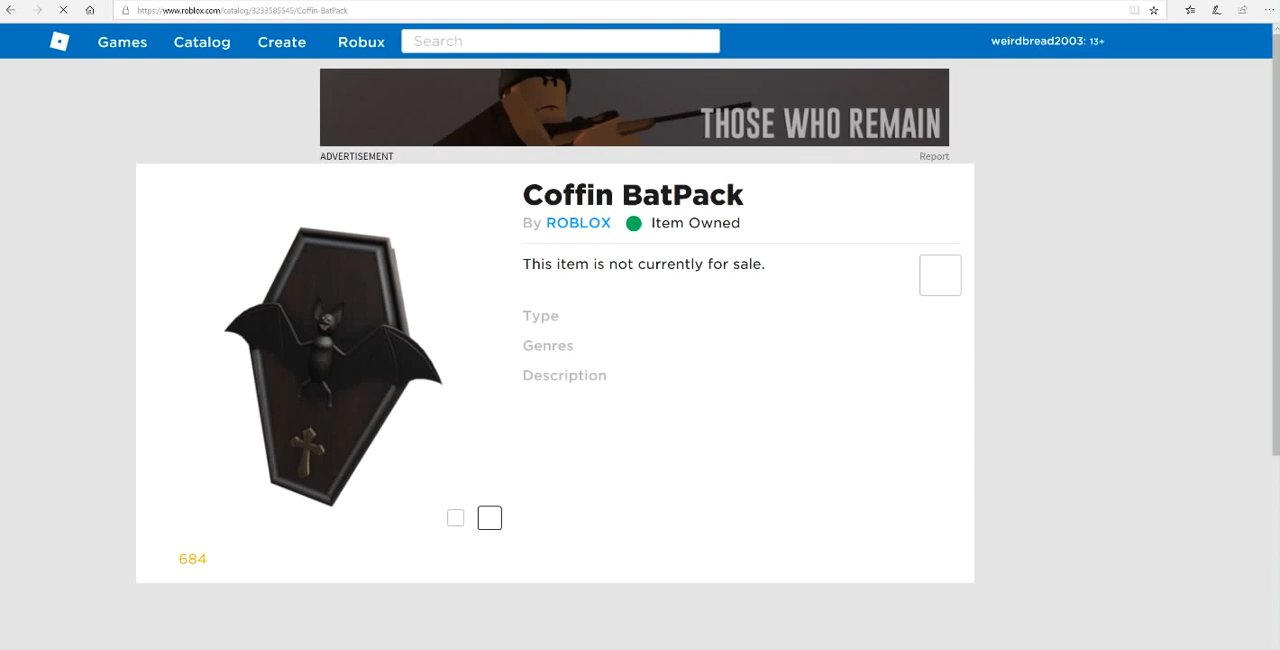 https://www.roblox.com/catalog/3233585545/Coffin-BatPack
Games Catalog Create Robux Search weirdbread2003: 13+
THOSE WHO REMAIN
ADVERTISEMENT Report
Coffin BatPack
By ROBLOX Item Owned
This item is not currently for sale.
Type
Genres
Description
684